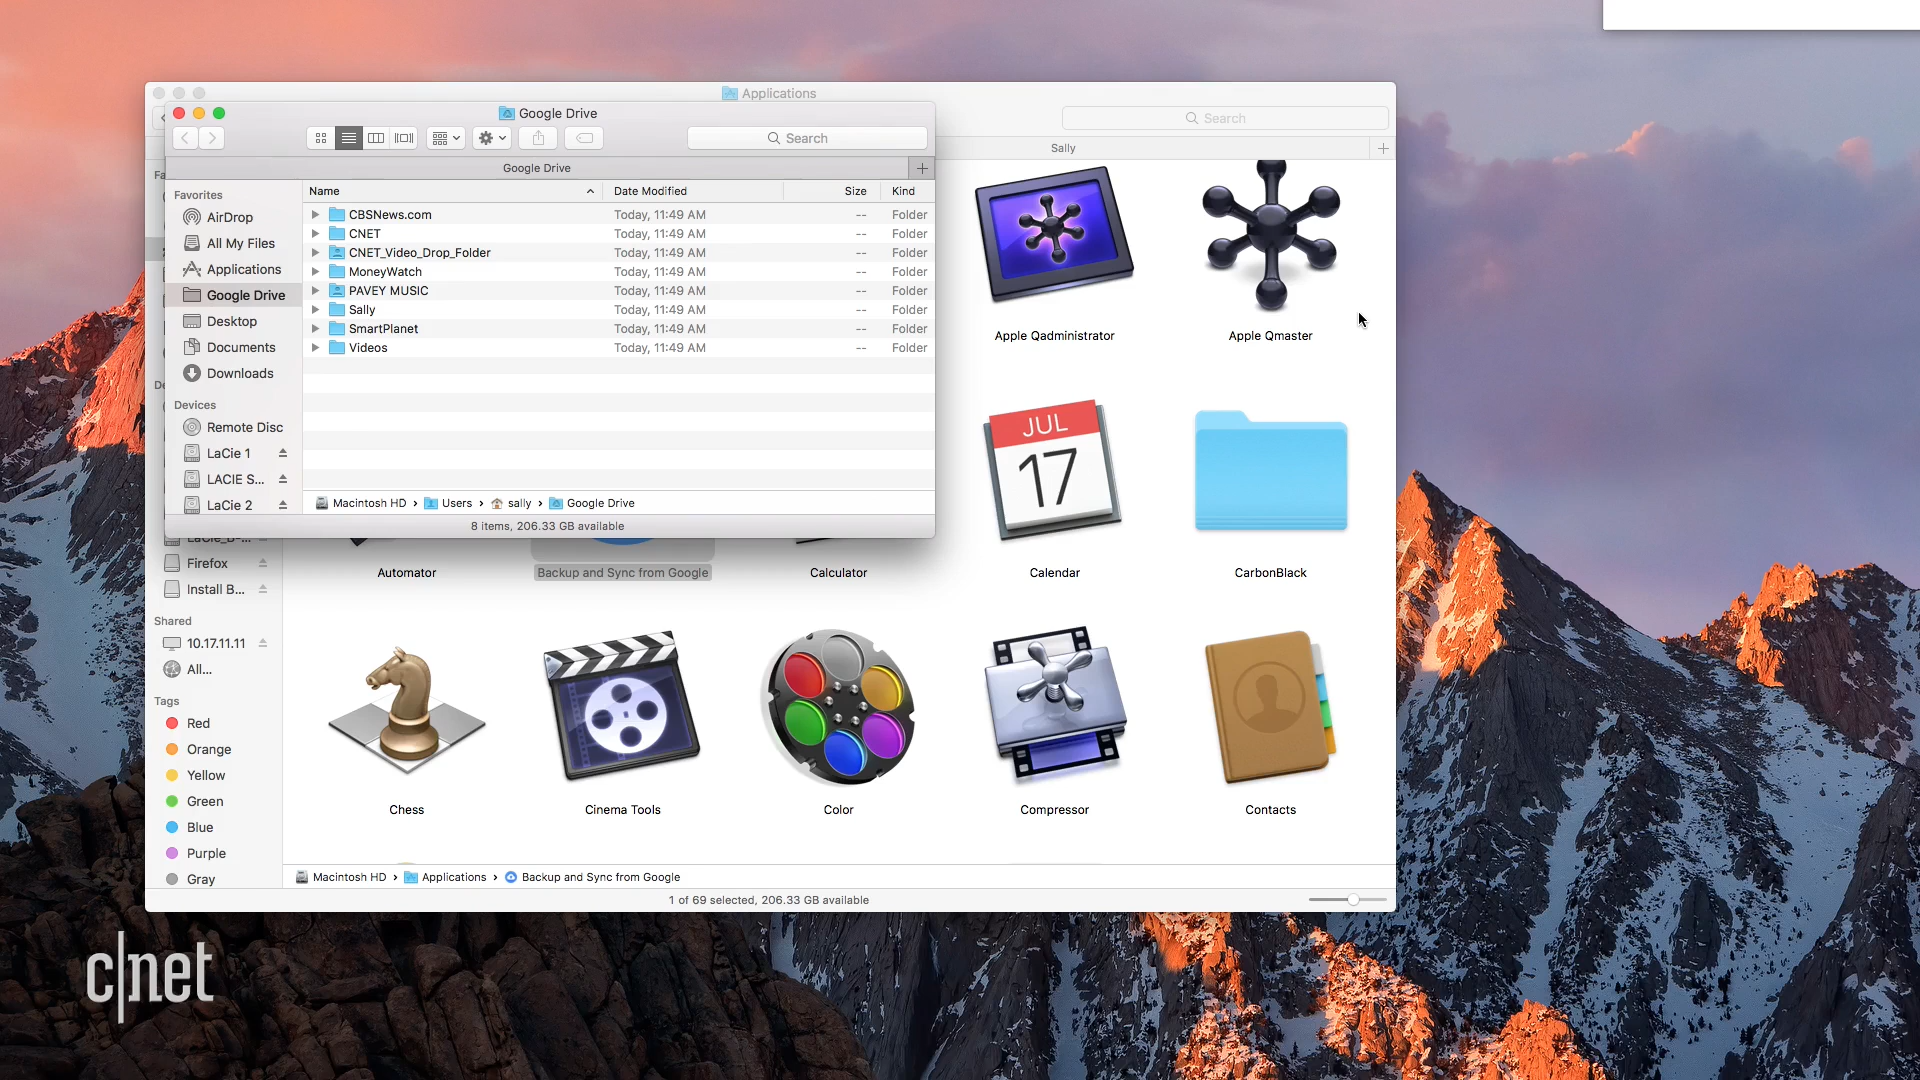 Applications
Search
Sally
Google Drive
Search
Google Drive
Favorites
AirDrop
All My Files
Applications
Google Drive
Desktop
Documents
Downloads
Devices
Remote Disc
LaCie 1
LACIE S...
LaCie 2
Name Date Modified Size Kind
CBSNews.com Today, 11:49 AM -- Folder
CNET Today, 11:49 AM -- Folder
CNET_Video_Drop_Folder Today, 11:49 AM -- Folder
MoneyWatch Today, 11:49 AM -- Folder
PAVEY MUSIC Today, 11:49 AM -- Folder
Sally Today, 11:49 AM -- Folder
SmartPlanet Today, 11:49 AM -- Folder
Videos Today, 11:49 AM -- Folder
Macintosh HD › Users › sally › Google Drive
8 items, 206.33 GB available
Fa
De
Firefox
Install B...
Shared
10.17.11.11
All...
Tags
Red
Orange
Yellow
Green
Blue
Purple
Gray
Apple Qadministrator
Apple Qmaster
JUL
17
Automator
Backup and Sync from Google
Calculator
Calendar
CarbonBlack
Chess
Cinema Tools
Color
Compressor
Contacts
Macintosh HD › Applications › Backup and Sync from Google
1 of 69 selected, 206.33 GB available
c|net